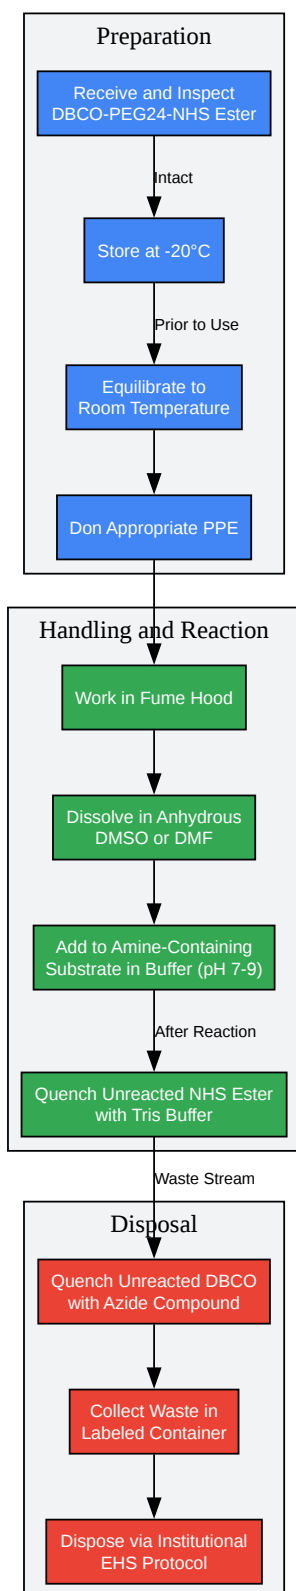 Preparation
Receive and Inspect
DBCO-PEG24-NHS Ester
Intact
Store at -20°C
Prior to Use
Equilibrate to
Room Temperature
Don Appropriate PPE
Handling and Reaction
Work in Fume Hood
Dissolve in Anhydrous
DMSO or DMF
Add to Amine-Containing
Substrate in Buffer (pH 7-9)
After Reaction
Quench Unreacted NHS Ester
with Tris Buffer
Waste Stream
Disposal
Quench Unreacted DBCO
with Azide Compound
Collect Waste in
Labeled Container
Dispose via Institutional
EHS Protocol